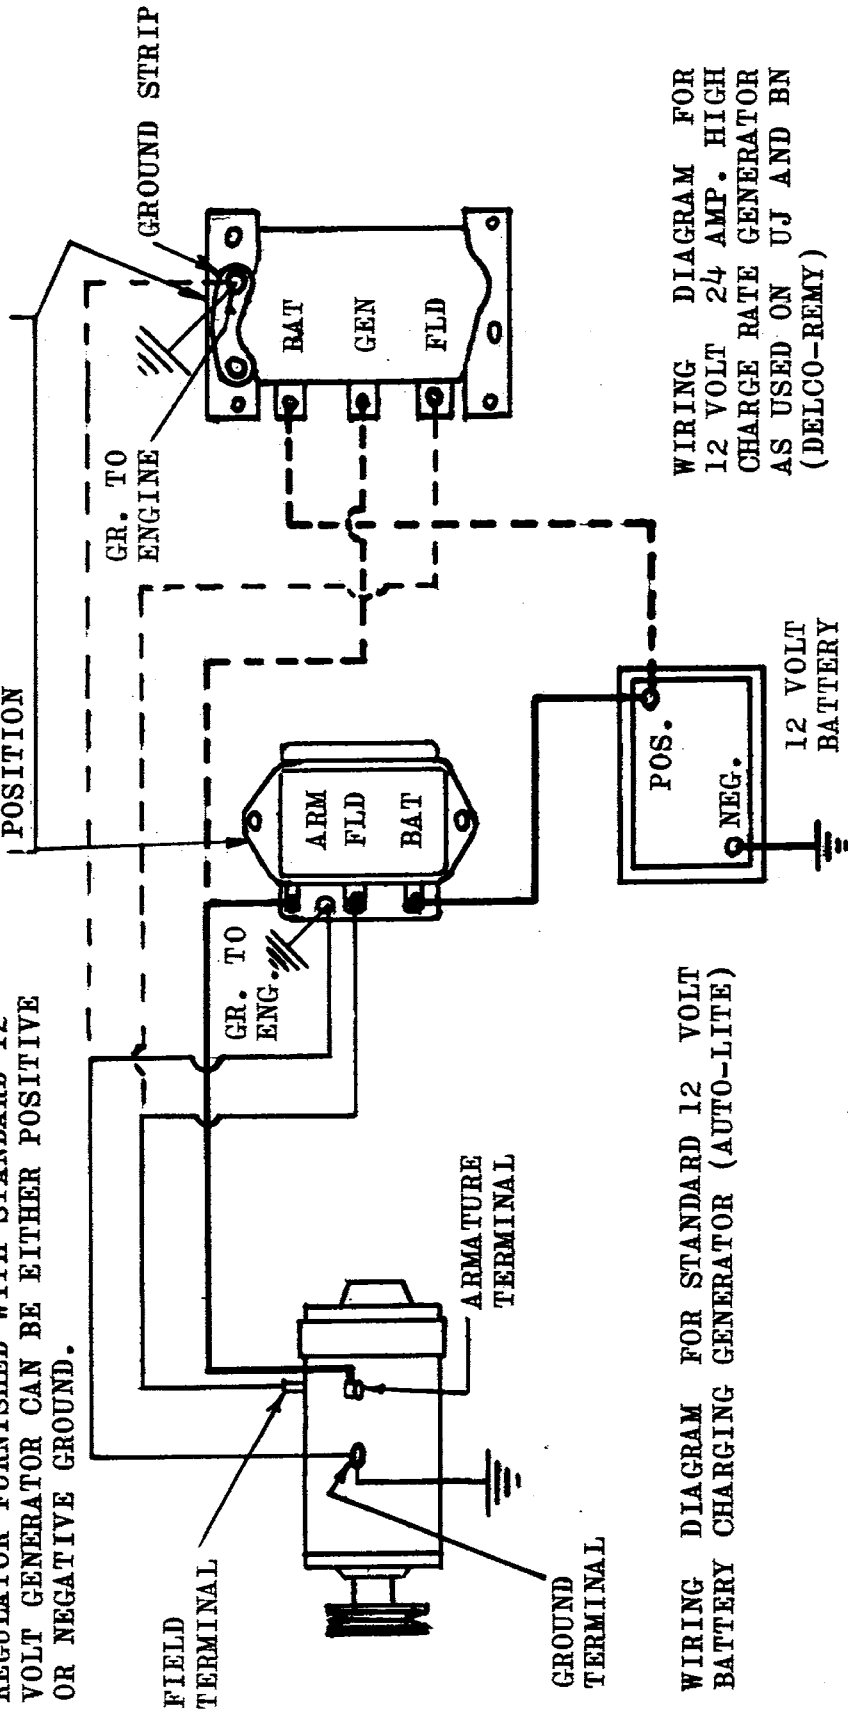 REGULATOR FURNISHED WITH STANDARD 12
VOLT GENERATOR CAN BE EITHER POSITIVE
OR NEGATIVE GROUND.
POSITION
GROUND STRIP
GR. TO
ENGINE
BAT
GEN
FLD
FIELD
TERMINAL
GR. TO
ENG.
ARM
FLD
BAT
ARMATURE
TERMINAL
GROUND
TERMINAL
POS.
NEG.
12 VOLT
BATTERY
WIRING DIAGRAM FOR STANDARD 12 VOLT
BATTERY CHARGING GENERATOR (AUTO-LITE)
WIRING DIAGRAM FOR
12 VOLT 24 AMP. HIGH
CHARGE RATE GENERATOR
AS USED ON UJ AND BN
(DELCO-REMY)